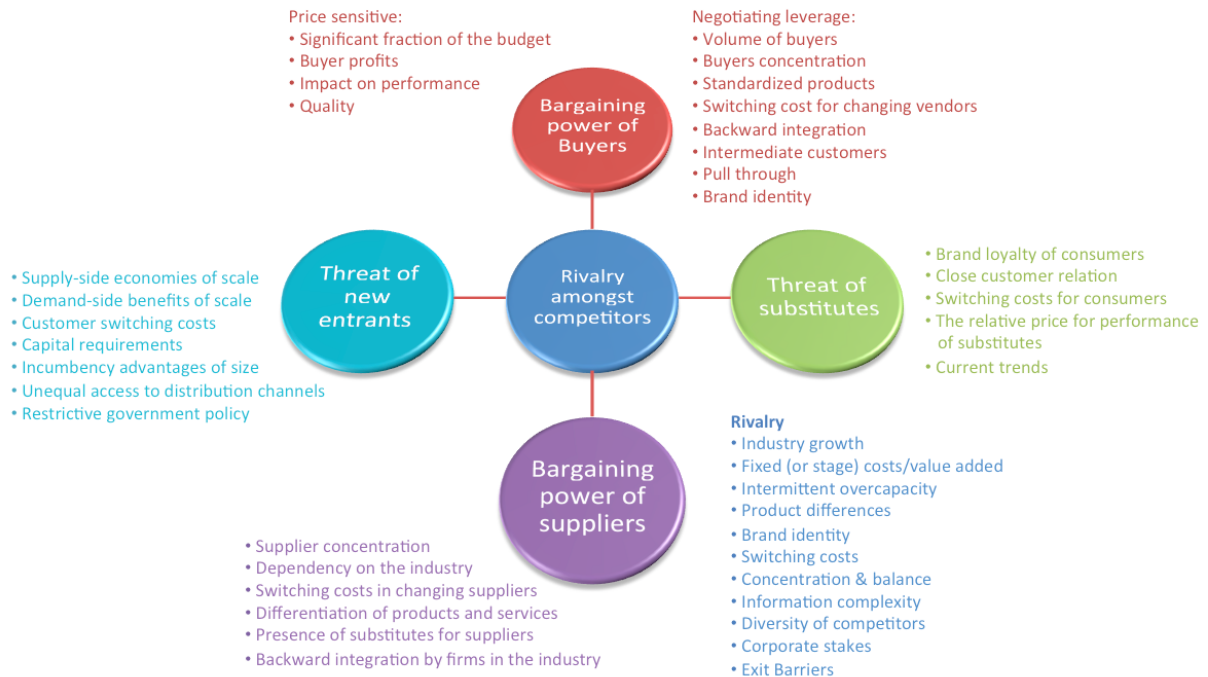 Price sensitive:
• Significant fraction of the budget
• Buyer profits
• Impact on performance
• Quality
Bargaining
power of
Buyers
Negotiating leverage:
• Volume of buyers
• Buyers concentration
• Standardized products
• Switching cost for changing vendors
• Backward integration
• Intermediate customers
• Pull through
• Brand identity
• Supply-side economies of scale
• Demand-side benefits of scale
• Customer switching costs
• Capital requirements
• Incumbency advantages of size
• Unequal access to distribution channels
• Restrictive government policy
Threat of
new
entrants
Rivalry
amongst
competitors
Threat of
substitutes
• Brand loyalty of consumers
• Close customer relation
• Switching costs for consumers
• The relative price for performance
of substitutes
• Current trends
Bargaining
power of
suppliers
• Supplier concentration
• Dependency on the industry
• Switching costs in changing suppliers
• Differentiation of products and services
• Presence of substitutes for suppliers
• Backward integration by firms in the industry
Rivalry
• Industry growth
• Fixed (or stage) costs/value added
• Intermittent overcapacity
• Product differences
• Brand identity
• Switching costs
• Concentration & balance
• Information complexity
• Diversity of competitors
• Corporate stakes
• Exit Barriers